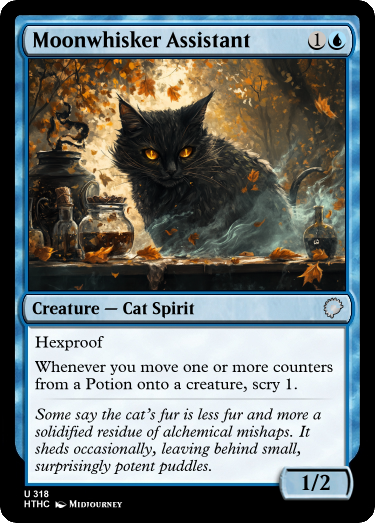 Moonwhisker Assistant 1
Creature — Cat Spirit
Hexproof
Whenever you move one or more counters
from a Potion onto a creature, scry 1.
Some say the cat's fur is less fur and more a
solidified residue of alchemical mishaps. It
sheds occasionally, leaving behind small,
surprisingly potent puddles.
1/2
U 318
HTHC MIDJOURNEY